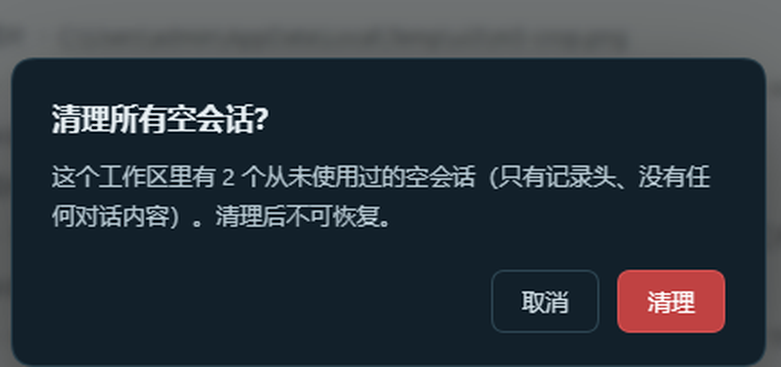 清理所有空会话?
这个工作区里有 2 个从未使用过的空会话（只有记录头、没有任
何对话内容）。清理后不可恢复。
取消
清理